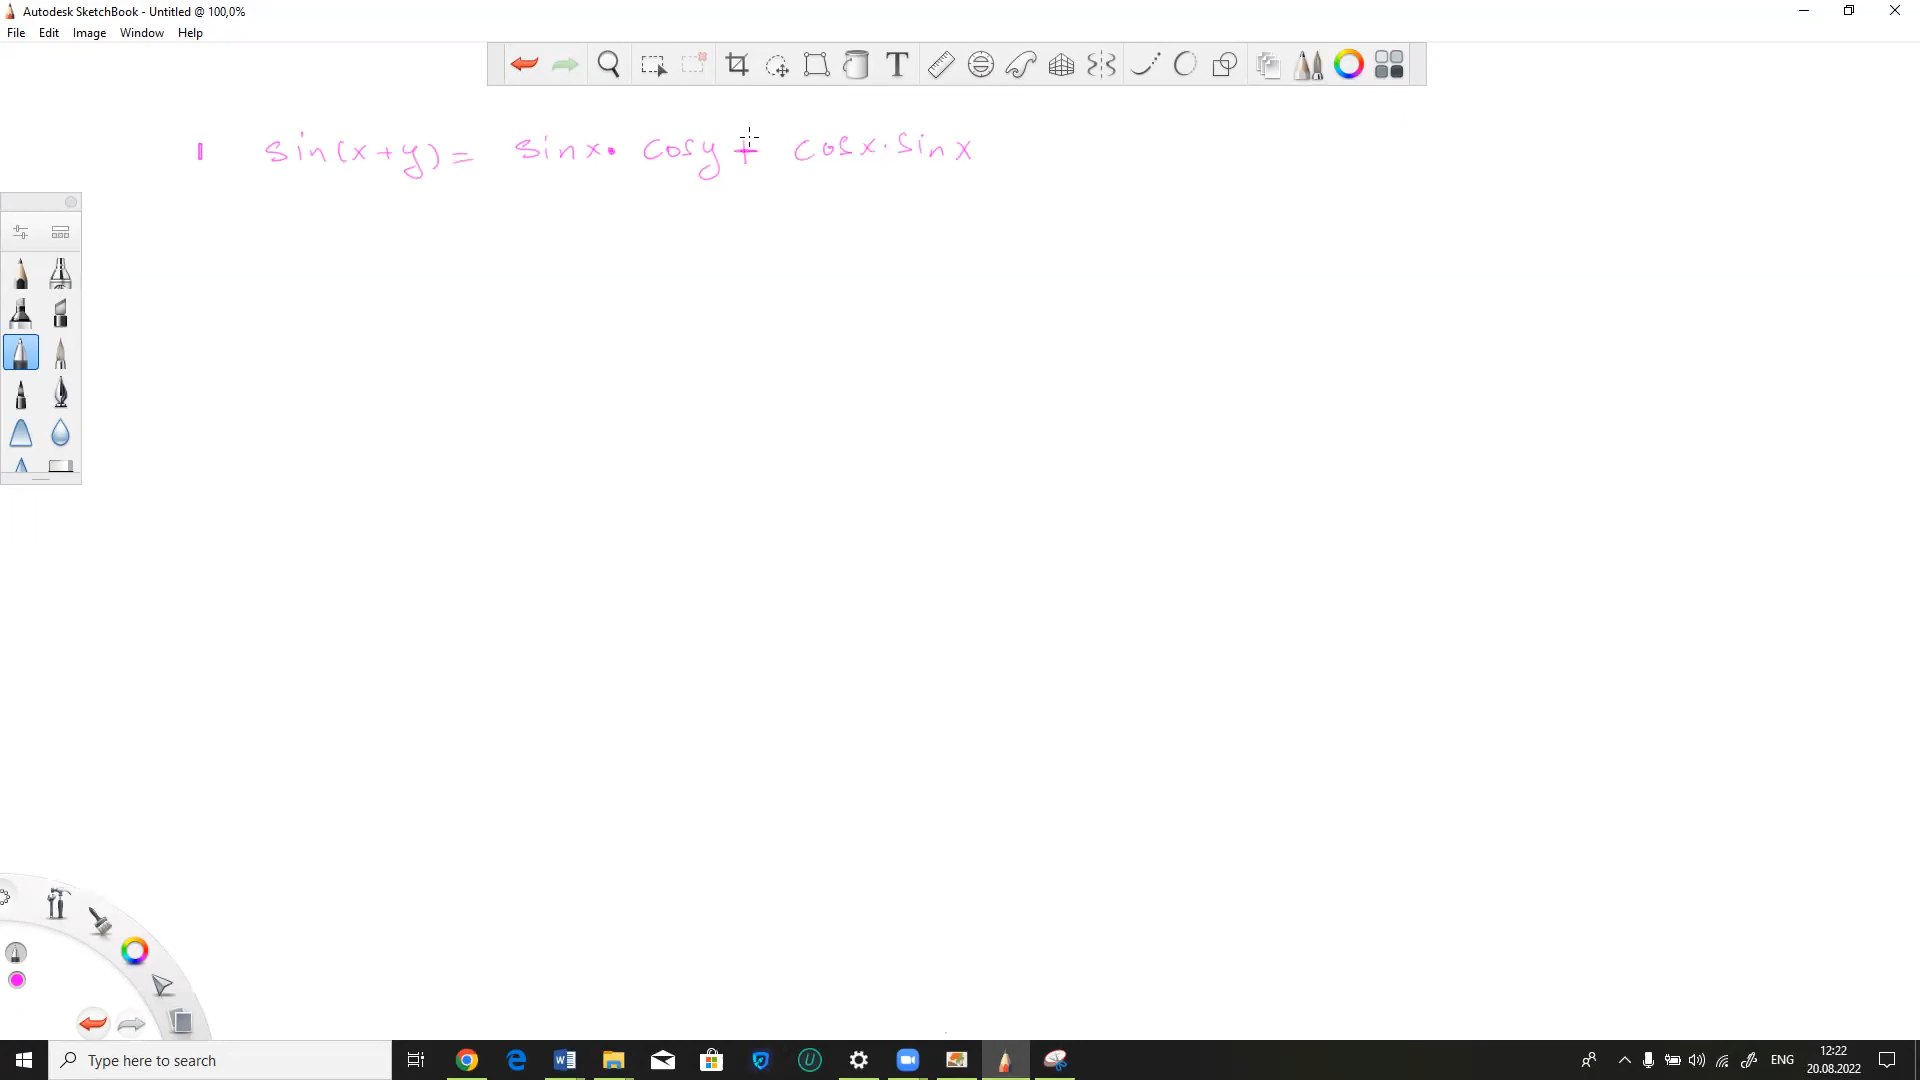 Autodesk SketchBook - Untitled @ 100,0%
File Edit Image Window Help
T
1 sin(x+y)= sinx· cosy + cosx·sinx
Type here to search
ENG
12:22
20.08.2022